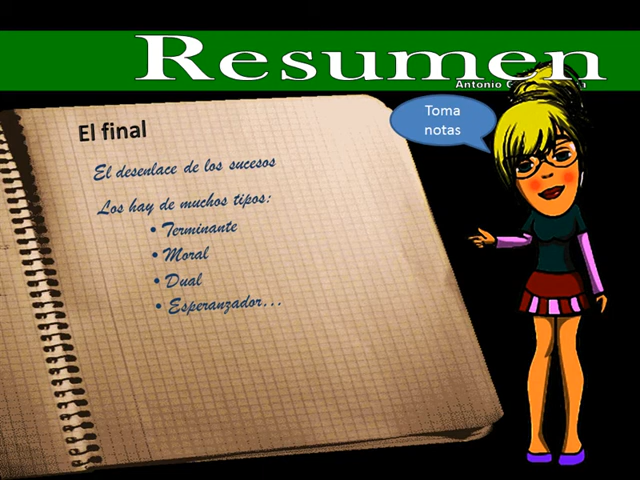 Resumen
Antonio
Toma
notas
El final
El desenlace de los sucesos
Los hay de muchos tipos:
• Terminante
• Moral
• Dual
• Esperanzador...